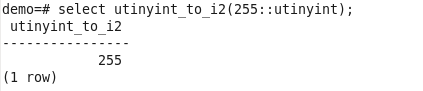 demo=# select utinyint_to_i2(255::utinyint);
 utinyint_to_i2
----------------
            255
(1 row)